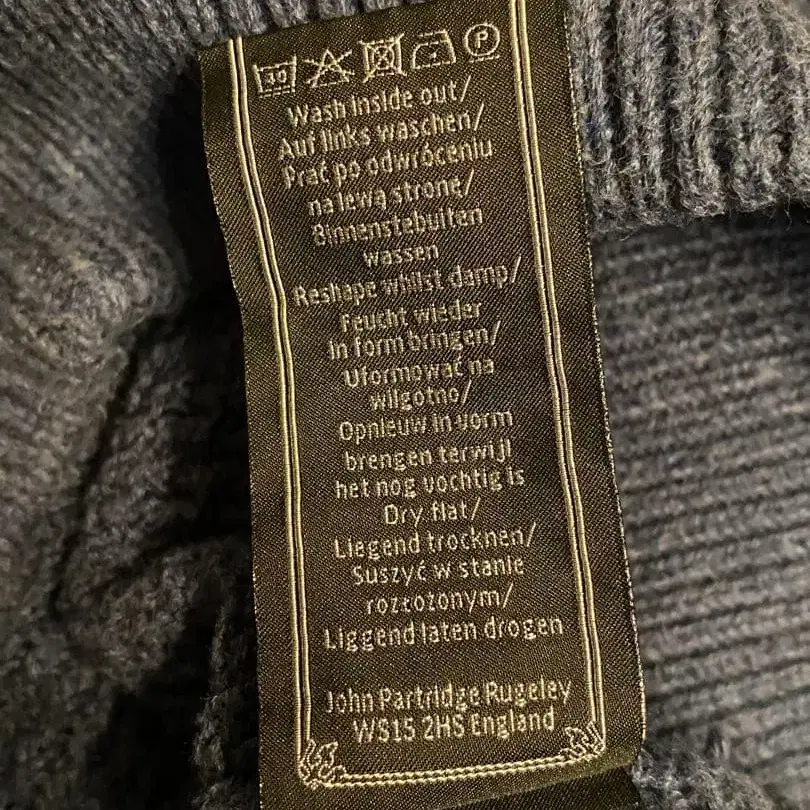 40 P
Wash inside out/
Auf links waschen/
Prać po odwróceniu
na lewą stronę/
Binnenstebuiten
wassen
Reshape whilst damp/
Feucht wieder
in form bringen/
Uformować na
wilgotno/
Opnieuw in vorm
brengen terwijl
het nog vochtig is
Dry flat/
Liegend trocknen/
Suszyć w stanie
rozłożonym/
Liggend laten drogen
John Partridge Rugeley
WS15 2HS England